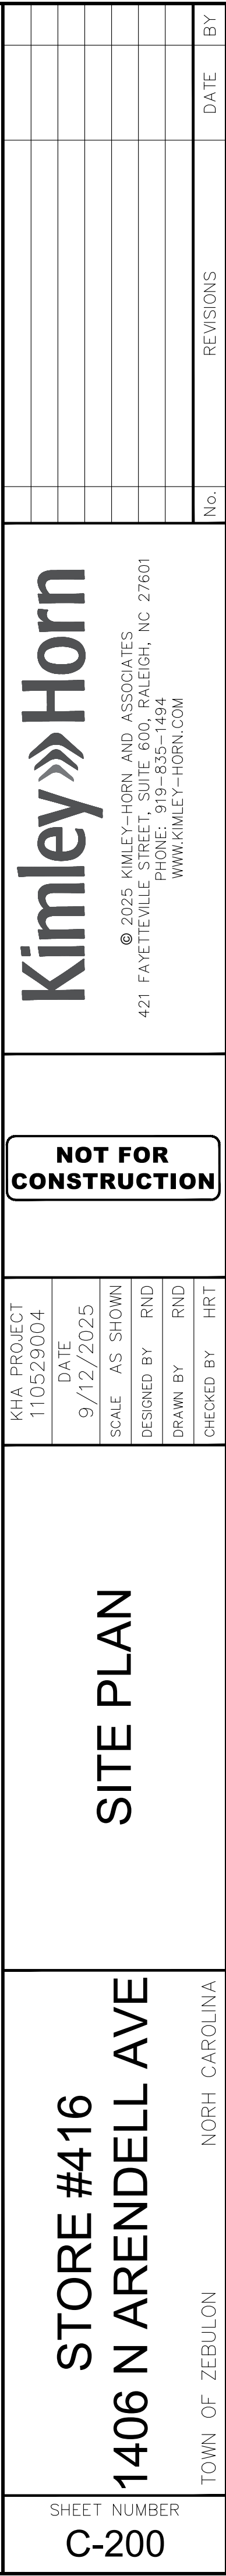 No. REVISIONS DATE BY
Kimley»Horn
© 2025 KIMLEY-HORN AND ASSOCIATES
421 FAYETTEVILLE STREET, SUITE 600, RALEIGH, NC 27601
PHONE: 919-835-1494
WWW.KIMLEY-HORN.COM
NOT FOR
CONSTRUCTION
KHA PROJECT
110529004
DATE
9/12/2025
SCALE AS SHOWN
DESIGNED BY RND
DRAWN BY RND
CHECKED BY HRT
SITE PLAN
STORE #416
1406 N ARENDELL AVE
TOWN OF ZEBULON NORH CAROLINA
SHEET NUMBER
C-200